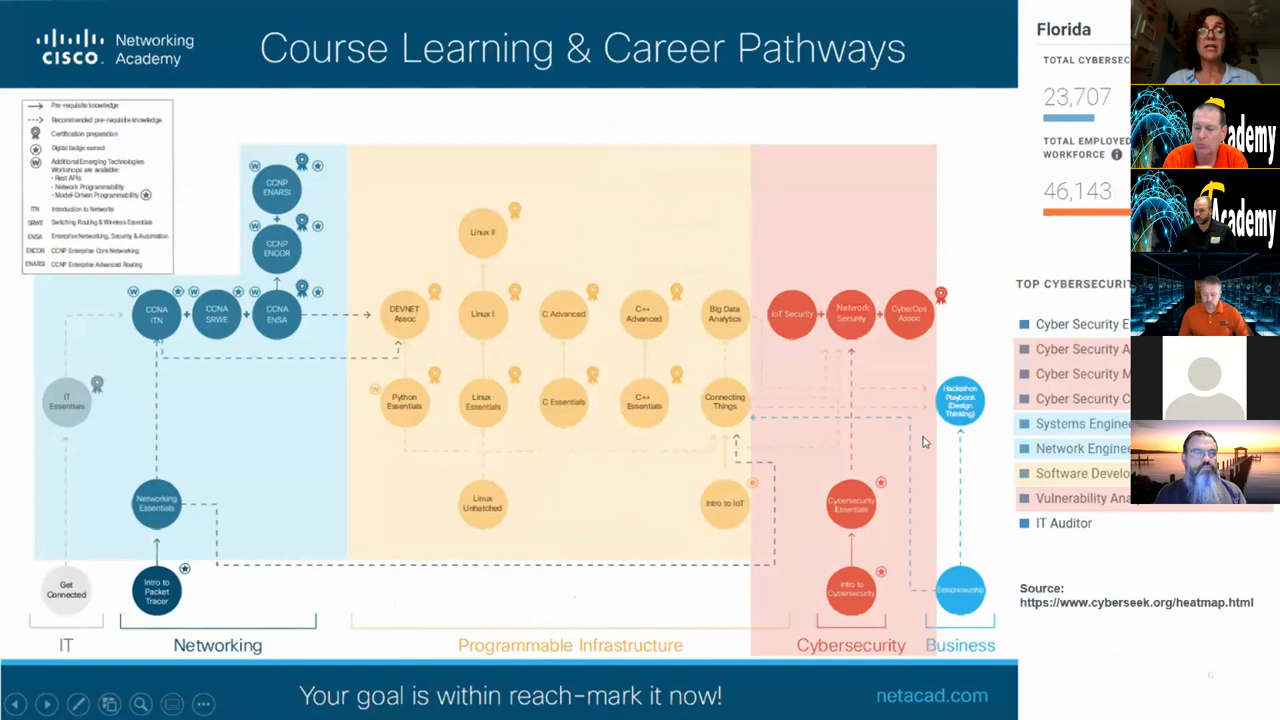 CISCO
Networking
Academy
Course Learning & Career Pathways
Pre-requisite knowledge
Recommended pre-requisite knowledge
Certification preparation
Digital badge earned
Additional Emerging Technologies
Workshops are available:
• Rest APIs
• Network Programmability
• Model-Driven Programmability
ITN Introduction to Networks
SRWE Switching Routing & Wireless Essentials
ENSA Enterprise Networking, Security & Automation
ENCOR CCNP Enterprise Core Networking
ENARSI CCNP Enterprise Advanced Routing
CCNP
ENARSI
CCNP
ENCOR
Linux II
CCNA
ITN
+
CCNA
SRWE
+
CCNA
ENSA
DEVNET
Assoc
Linux I
C Advanced
C++
Advanced
Big Data
Analytics
IoT Security
+
Network
Security
+
CyberOps
Assoc
IT
Essentials
Python
Essentials
Linux
Essentials
C Essentials
C++
Essentials
Connecting
Things
Hackathon
Playbook
(Design
Thinking)
Networking
Essentials
Linux
Unhatched
Intro to IoT
Cybersecurity
Essentials
Get
Connected
Intro to
Packet
Tracer
Intro to
Cybersecurity
Entrepreneurship
IT
Networking
Programmable Infrastructure
Cybersecurity
Business
Your goal is within reach-mark it now!
netacad.com
Florida
TOTAL CYBERSEC
23,707
TOTAL EMPLOYED
WORKFORCE
46,143
TOP CYBERSECURIT
Cyber Security E
Cyber Security A
Cyber Security M
Cyber Security C
Systems Engine
Network Engine
Software Develo
Vulnerability Ana
IT Auditor
Source:
https://www.cyberseek.org/heatmap.html
6
Academy
Academy